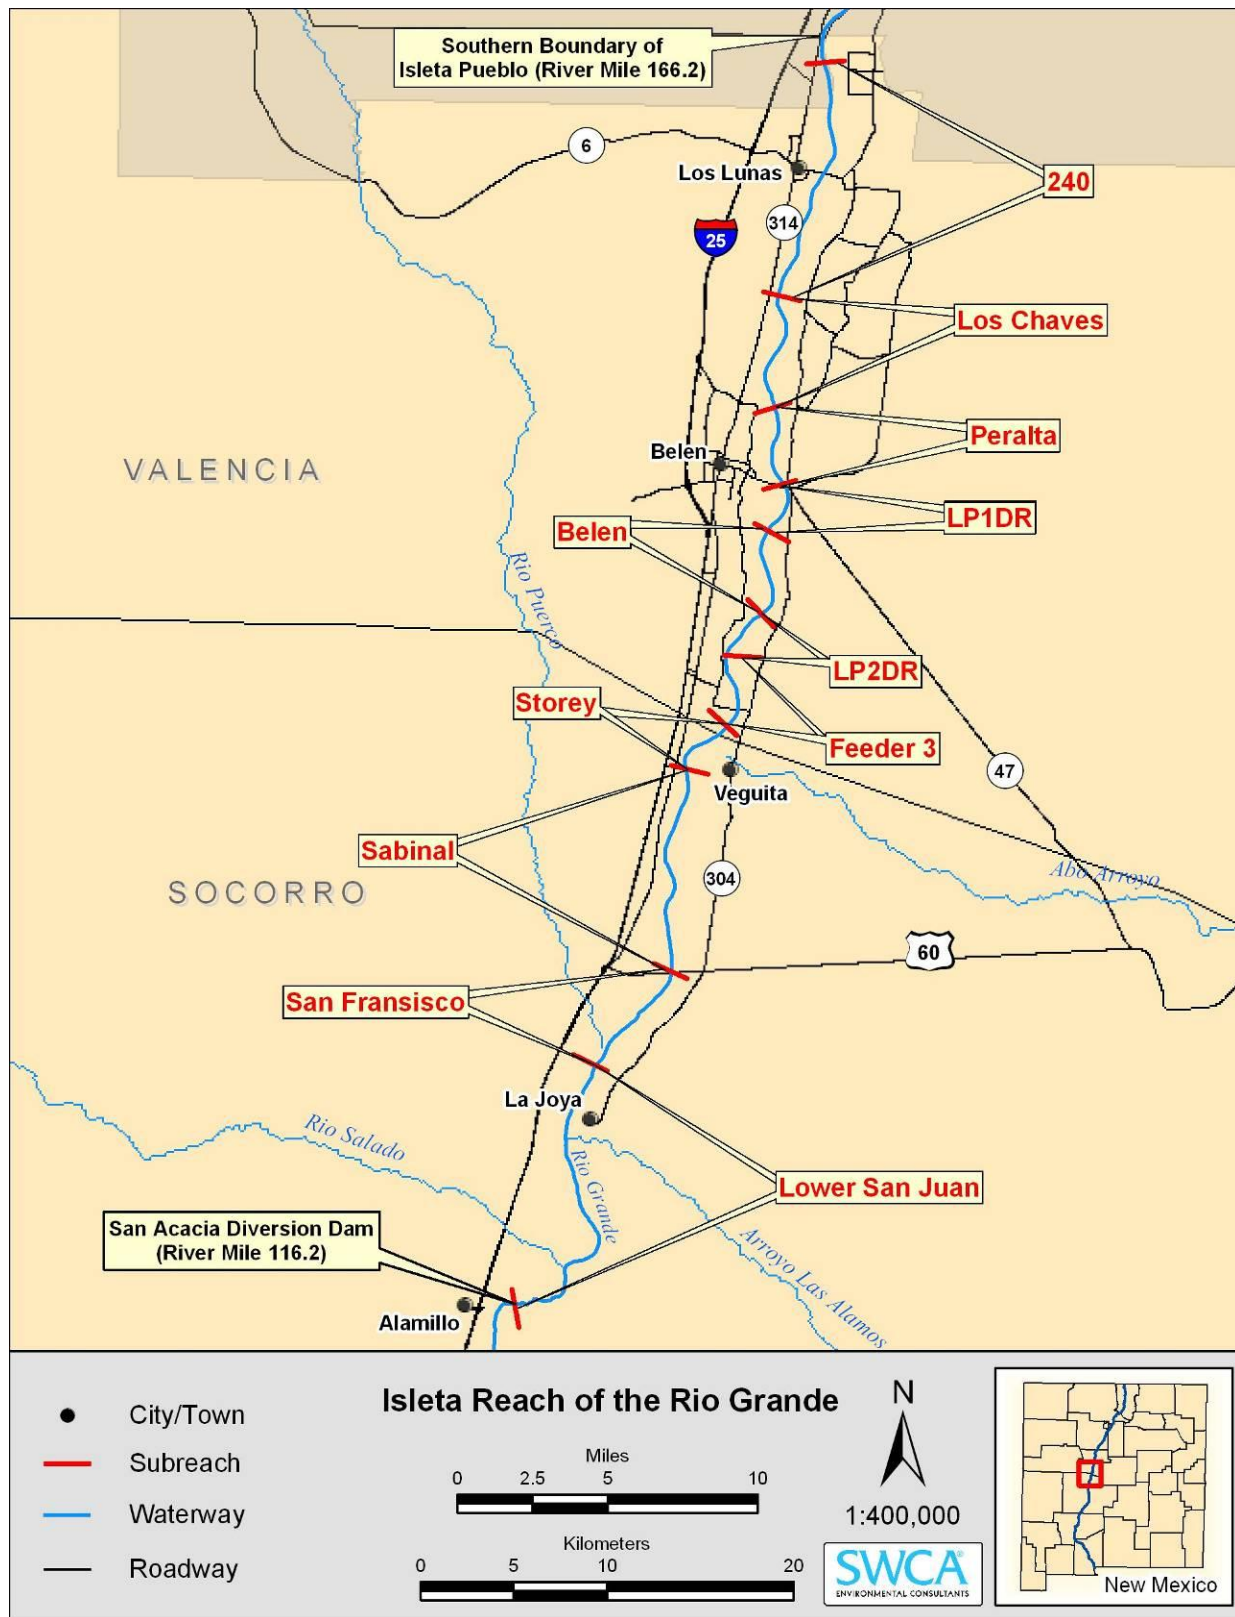 Southern Boundary of
Isleta Pueblo (River Mile 166.2)
6
Los Lunas
240
314
25
Los Chaves
Peralta
Belen
VALENCIA
LP1DR
Belen
Rio Puerco
LP2DR
Storey
Feeder 3
47
Veguita
Sabinal
304
Abo Arroyo
SOCORRO
60
San Fransisco
La Joya
Rio Salado
Rio Grande
Lower San Juan
San Acacia Diversion Dam
(River Mile 116.2)
Arroyo Las Alamos
Alamillo
Isleta Reach of the Rio Grande
N
City/Town
Subreach
Waterway
Roadway
Miles
0 2.5 5 10
Kilometers
0 5 10 20
1:400,000
SWCA®
ENVIRONMENTAL CONSULTANTS
New Mexico